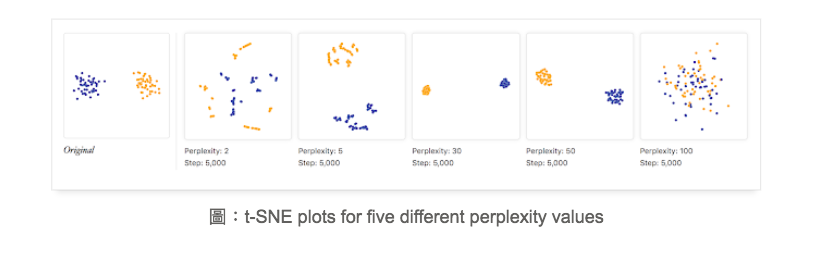 Original
Perplexity: 2
Step: 5,000
Perplexity: 5
Step: 5,000
Perplexity: 30
Step: 5,000
Perplexity: 50
Step: 5,000
Perplexity: 100
Step: 5,000
圖：t-SNE plots for five different perplexity values